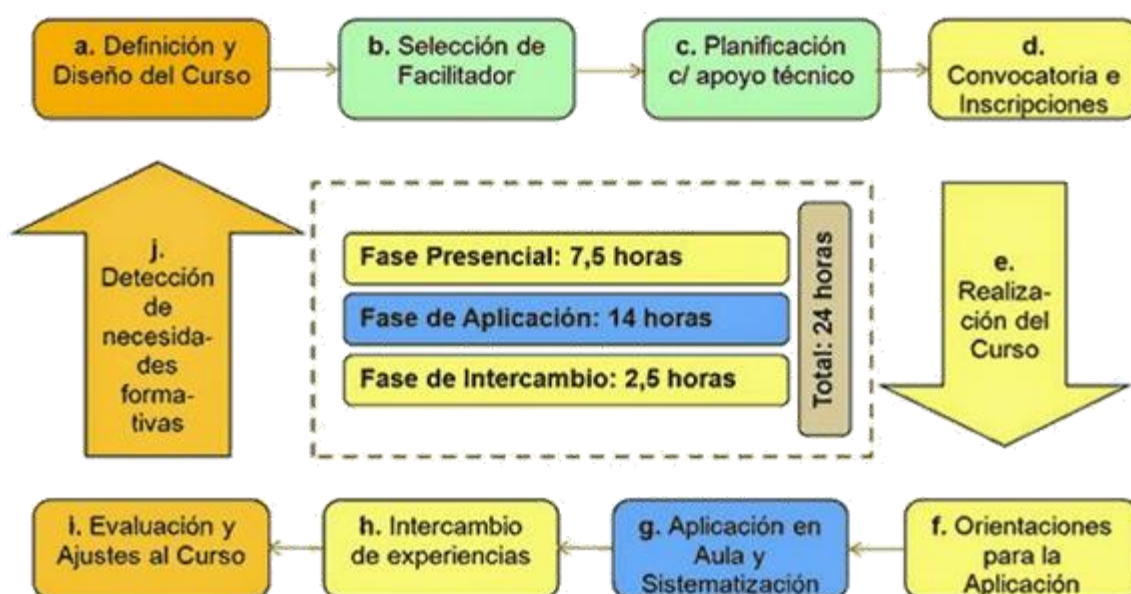 a. Definición y
Diseño del Curso
b. Selección de
Facilitador
c. Planificación
c/ apoyo técnico
d.
Convocatoria e
Inscripciones
j.
Detección
de
necesida-
des
forma-
tivas
Fase Presencial: 7,5 horas
Fase de Aplicación: 14 horas
Fase de Intercambio: 2,5 horas
Total: 24 horas
e.
Realiza-
ción del
Curso
i. Evaluación y
Ajustes al Curso
h. Intercambio
de experiencias
g. Aplicación en
Aula y
Sistematización
f. Orientaciones
para la
Aplicación